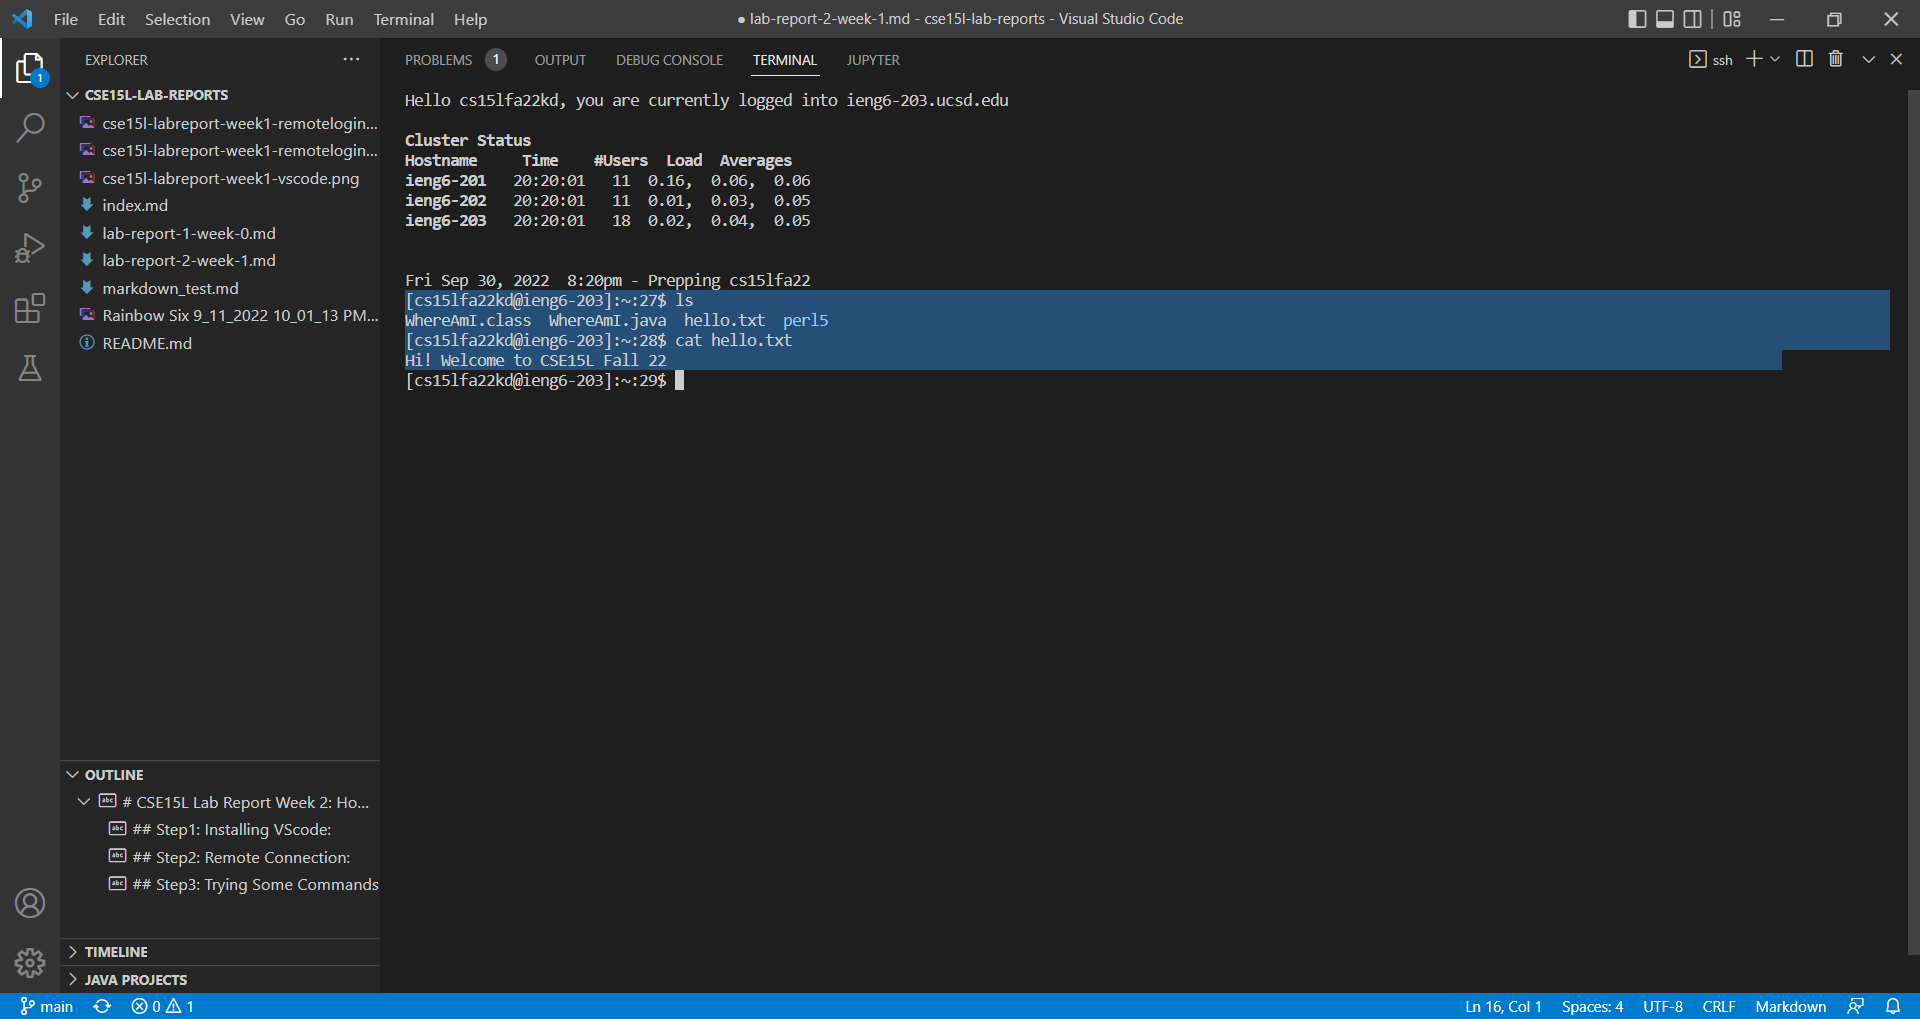 File Edit Selection View Go Run Terminal Help
● lab-report-2-week-1.md - cse15l-lab-reports - Visual Studio Code
EXPLORER
CSE15L-LAB-REPORTS
cse15l-labreport-week1-remotelogin...
cse15l-labreport-week1-remotelogin...
cse15l-labreport-week1-vscode.png
index.md
lab-report-1-week-0.md
lab-report-2-week-1.md
markdown_test.md
Rainbow Six 9_11_2022 10_01_13 PM...
README.md
1
OUTLINE
# CSE15L Lab Report Week 2: Ho...
## Step1: Installing VScode:
## Step2: Remote Connection:
## Step3: Trying Some Commands
TIMELINE
JAVA PROJECTS
PROBLEMS 1 OUTPUT DEBUG CONSOLE TERMINAL JUPYTER
ssh
Hello cs15lfa22kd, you are currently logged into ieng6-203.ucsd.edu
Cluster Status
Hostname Time #Users Load Averages
ieng6-201 20:20:01 11 0.16, 0.06, 0.06
ieng6-202 20:20:01 11 0.01, 0.03, 0.05
ieng6-203 20:20:01 18 0.02, 0.04, 0.05
Fri Sep 30, 2022 8:20pm - Prepping cs15lfa22
[cs15lfa22kd@ieng6-203]:~:27$ ls
WhereAmI.class WhereAmI.java hello.txt perl5
[cs15lfa22kd@ieng6-203]:~:28$ cat hello.txt
Hi! Welcome to CSE15L Fall 22
[cs15lfa22kd@ieng6-203]:~:29$
main 0 1
Ln 16, Col 1 Spaces: 4 UTF-8 CRLF Markdown